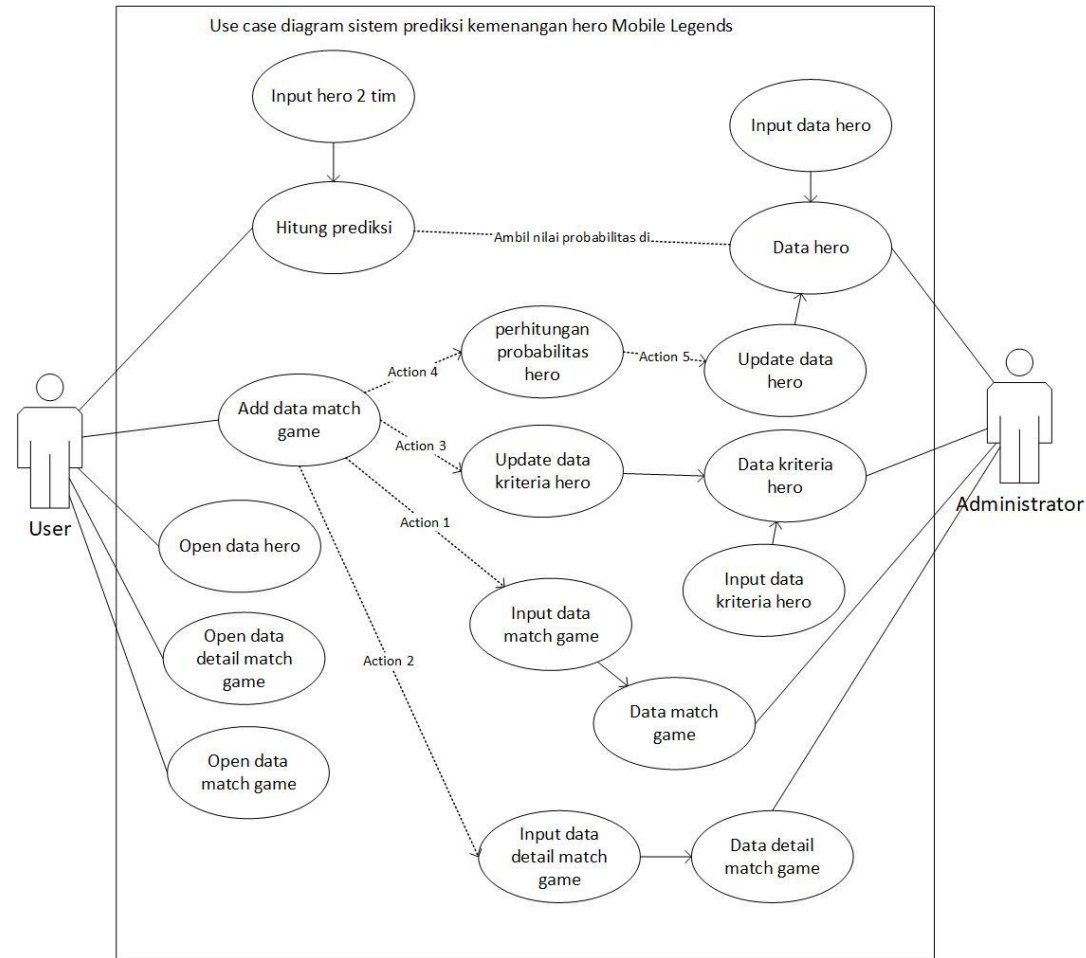 Use case diagram sistem prediksi kemenangan hero Mobile Legends
Input hero 2 tim
Input data hero
Hitung prediksi
Ambil nilai probabilitas di
Data hero
perhitungan
probabilitas
hero
Action 5
Update data
hero
Action 4
Add data match
game
Action 3
Update data
kriteria hero
Data kriteria
hero
User
Administrator
Action 1
Open data hero
Input data
kriteria hero
Input data
match game
Open data
detail match
game
Action 2
Data match
game
Open data
match game
Input data
detail match
game
Data detail
match game